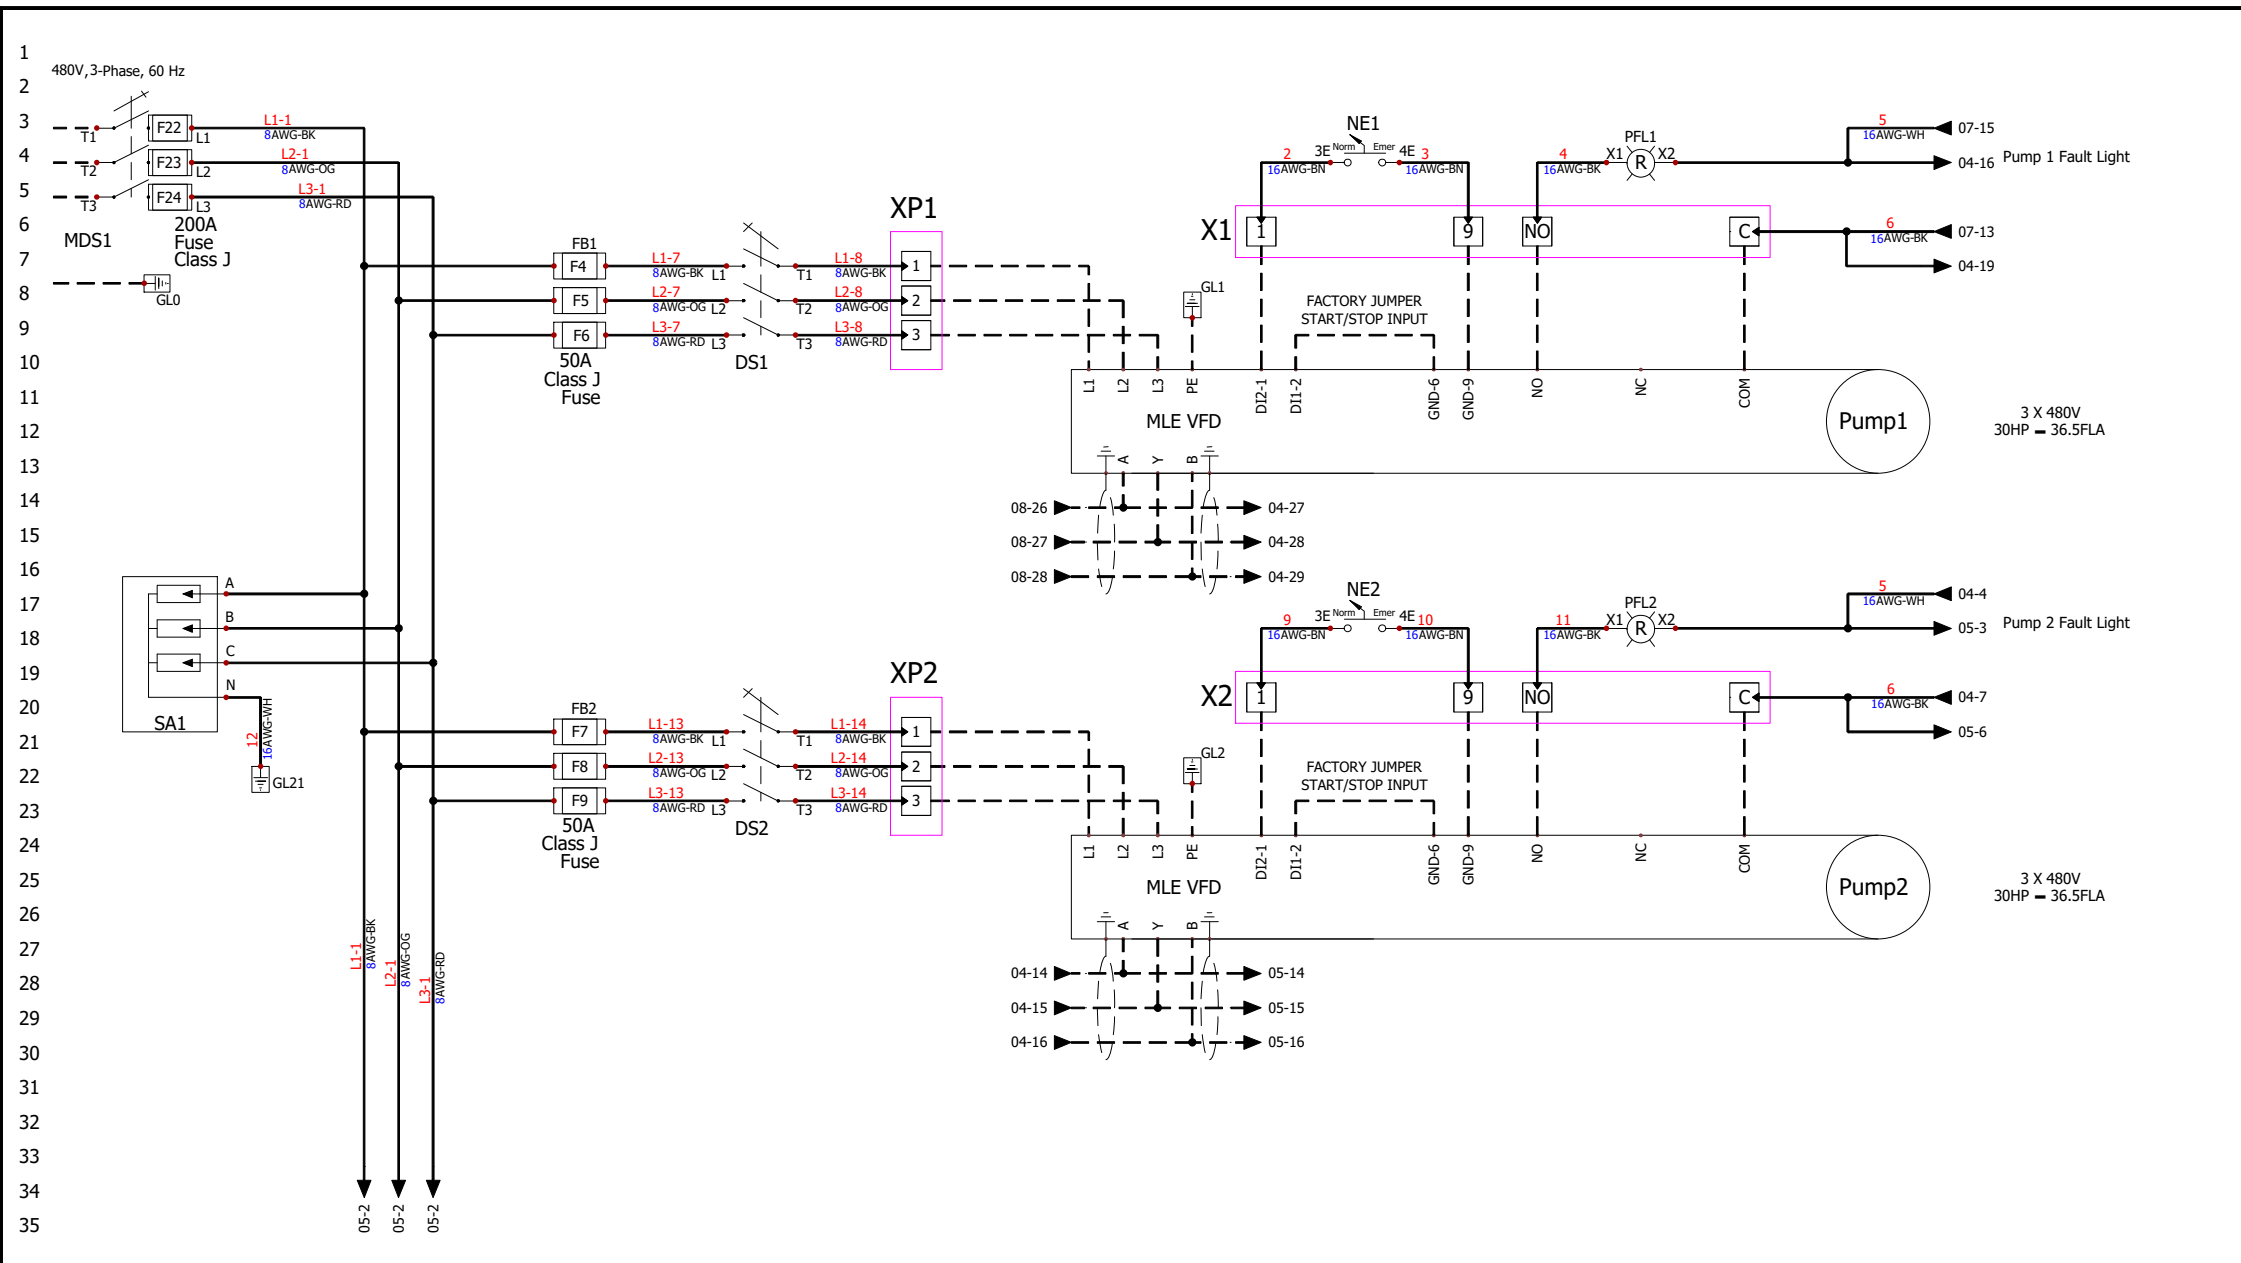 1
480V,3-Phase, 60 Hz
2
3
T1
F22
L1
L1-1
8AWG-BK
4
T2
F23
L2
L2-1
8AWG-OG
5
T3
F24
L3
L3-1
8AWG-RD
6
200A
Fuse
Class J
MDS1
7
8
GL0
9
10
11
12
13
14
15
16
17
18
19
20
21
22
23
24
25
26
27
28
29
30
31
32
33
34
35
A
B
C
N
SA1
12
16AWG-WH
GL21
L1-1
8AWG-BK
L2-1
8AWG-OG
L3-1
8AWG-RD
05-2
05-2
05-2
FB1
F4
L1-7
8AWG-BK
L1
T1
L1-8
8AWG-BK
F5
L2-7
8AWG-OG
L2
T2
L2-8
8AWG-OG
F6
L3-7
8AWG-RD
L3
T3
L3-8
8AWG-RD
50A
Class J
Fuse
DS1
XP1
1
2
3
NE1
3E
Norm
Emer
4E
2
16AWG-BN
3
16AWG-BN
4
16AWG-BK
PFL1
X1
R
X2
5
16AWG-WH
07-15
04-16
Pump 1 Fault Light
X1
1
9
NO
C
6
16AWG-BK
07-13
04-19
GL1
FACTORY JUMPER
START/STOP INPUT
L1
L2
L3
PE
DI2-1
DI1-2
GND-6
GND-9
NO
NC
COM
MLE VFD
Pump1
3 X 480V
30HP - 36.5FLA
A
Y
B
08-26
04-27
08-27
04-28
08-28
04-29
FB2
F7
L1-13
8AWG-BK
L1
T1
L1-14
8AWG-BK
F8
L2-13
8AWG-OG
L2
T2
L2-14
8AWG-OG
F9
L3-13
8AWG-RD
L3
T3
L3-14
8AWG-RD
50A
Class J
Fuse
DS2
XP2
1
2
3
NE2
3E
Norm
Emer
4E
9
16AWG-BN
10
16AWG-BN
11
16AWG-BK
PFL2
X1
R
X2
5
16AWG-WH
04-4
05-3
Pump 2 Fault Light
X2
1
9
NO
C
6
16AWG-BK
04-7
05-6
GL2
FACTORY JUMPER
START/STOP INPUT
L1
L2
L3
PE
DI2-1
DI1-2
GND-6
GND-9
NO
NC
COM
MLE VFD
Pump2
3 X 480V
30HP - 36.5FLA
A
Y
B
04-14
05-14
04-15
05-15
04-16
05-16